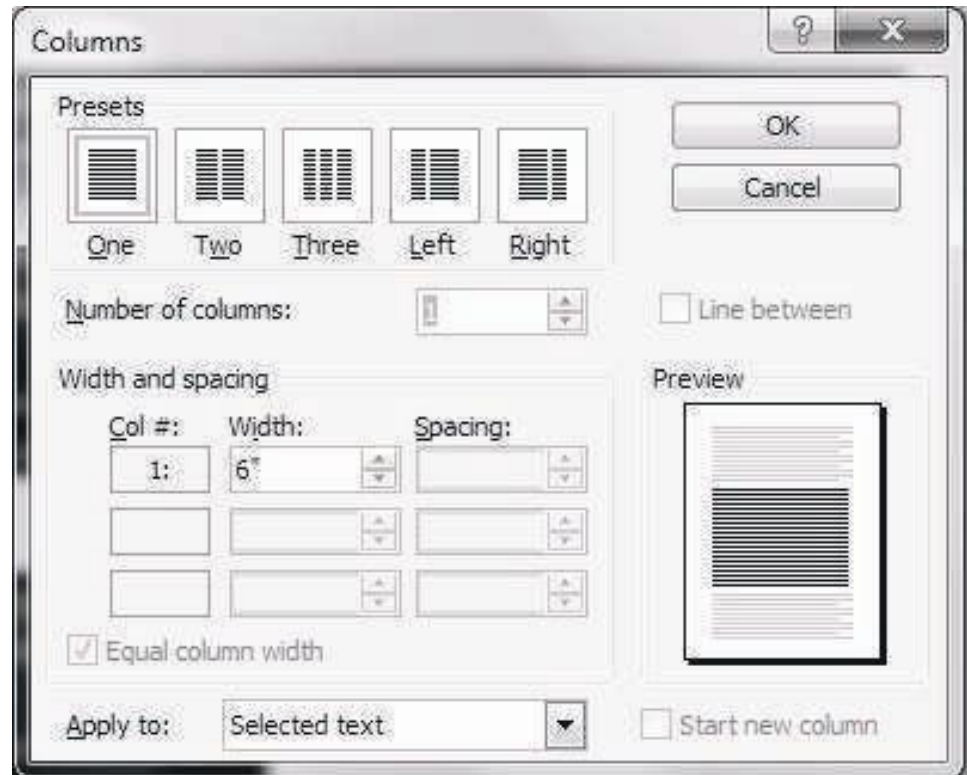 Columns
Presets
OK
Cancel
One Two Three Left Right
Number of columns: 1 Line between
Width and spacing Preview
Col #: Width: Spacing:
1: 6"
Equal column width
Apply to: Selected text Start new column